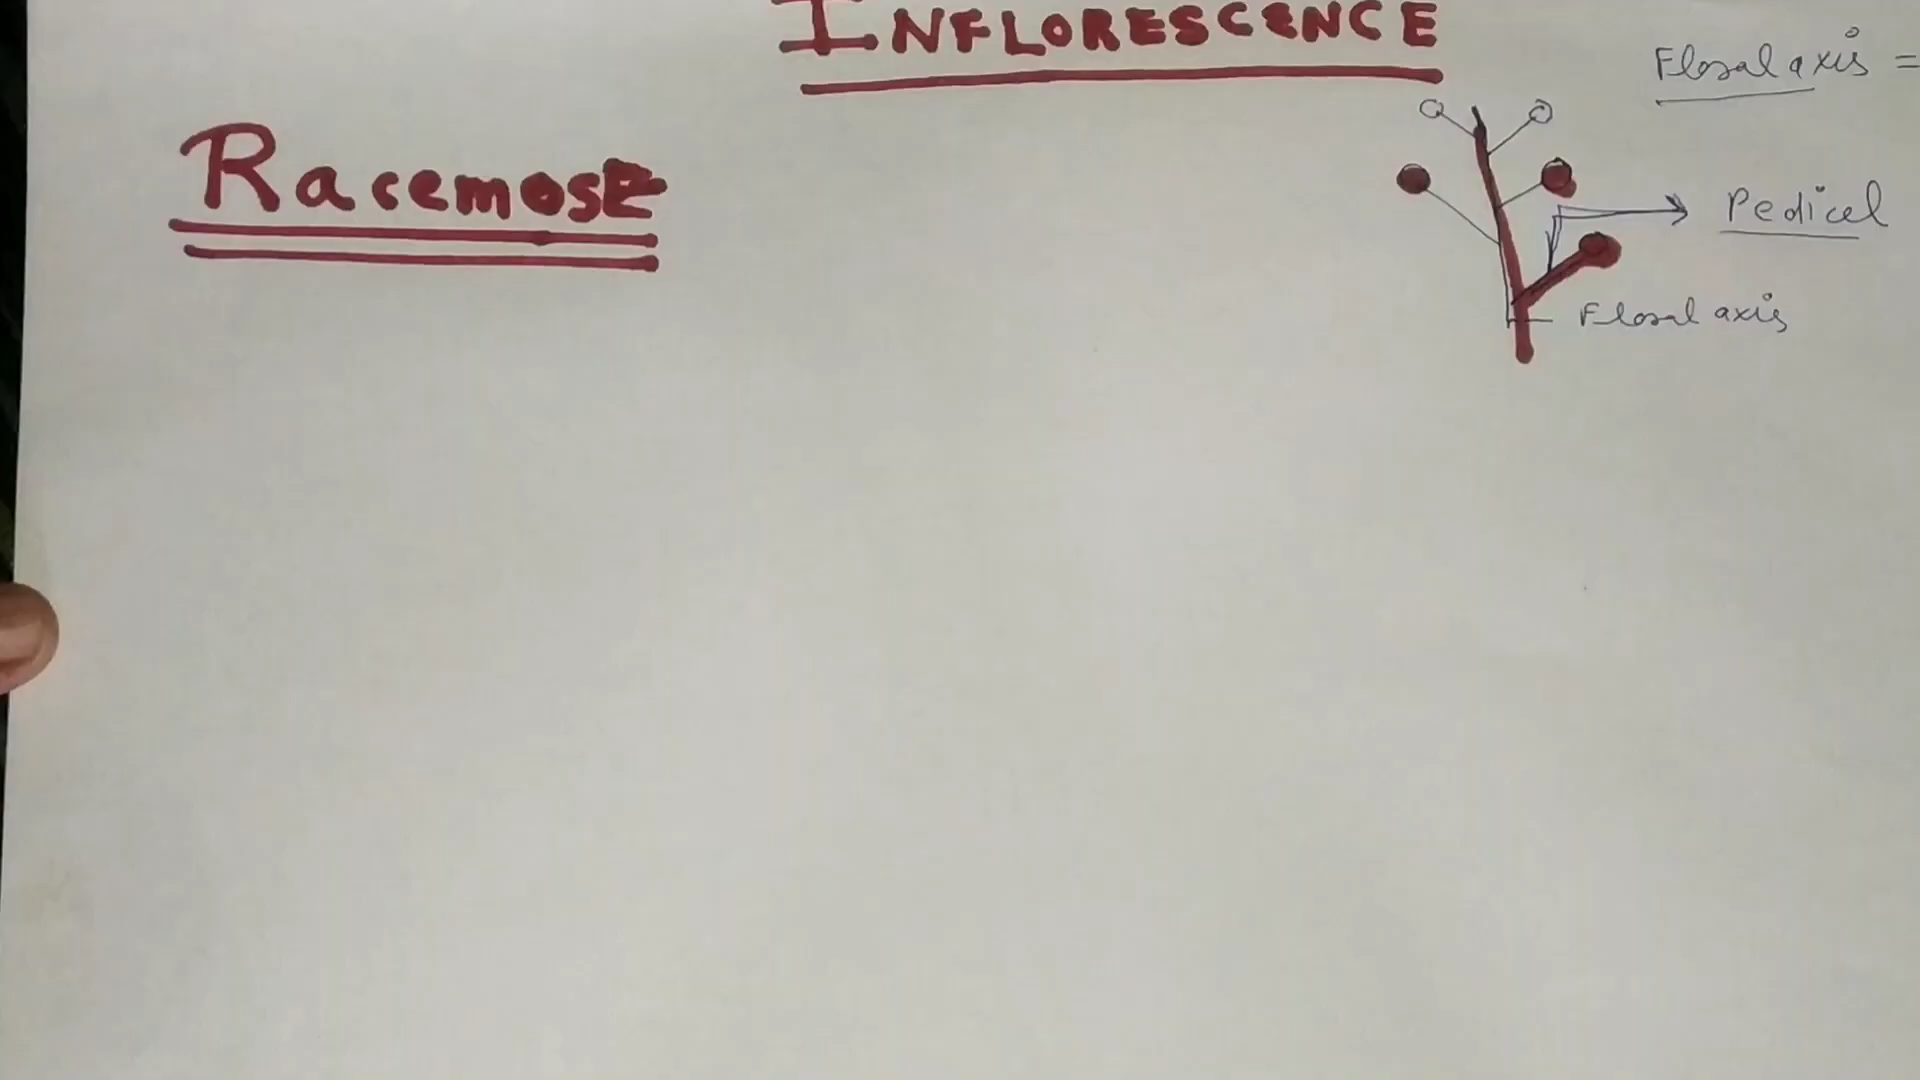 INFLORESCENCE
Floral axis =
Racemose
Pedicel
Floral axis